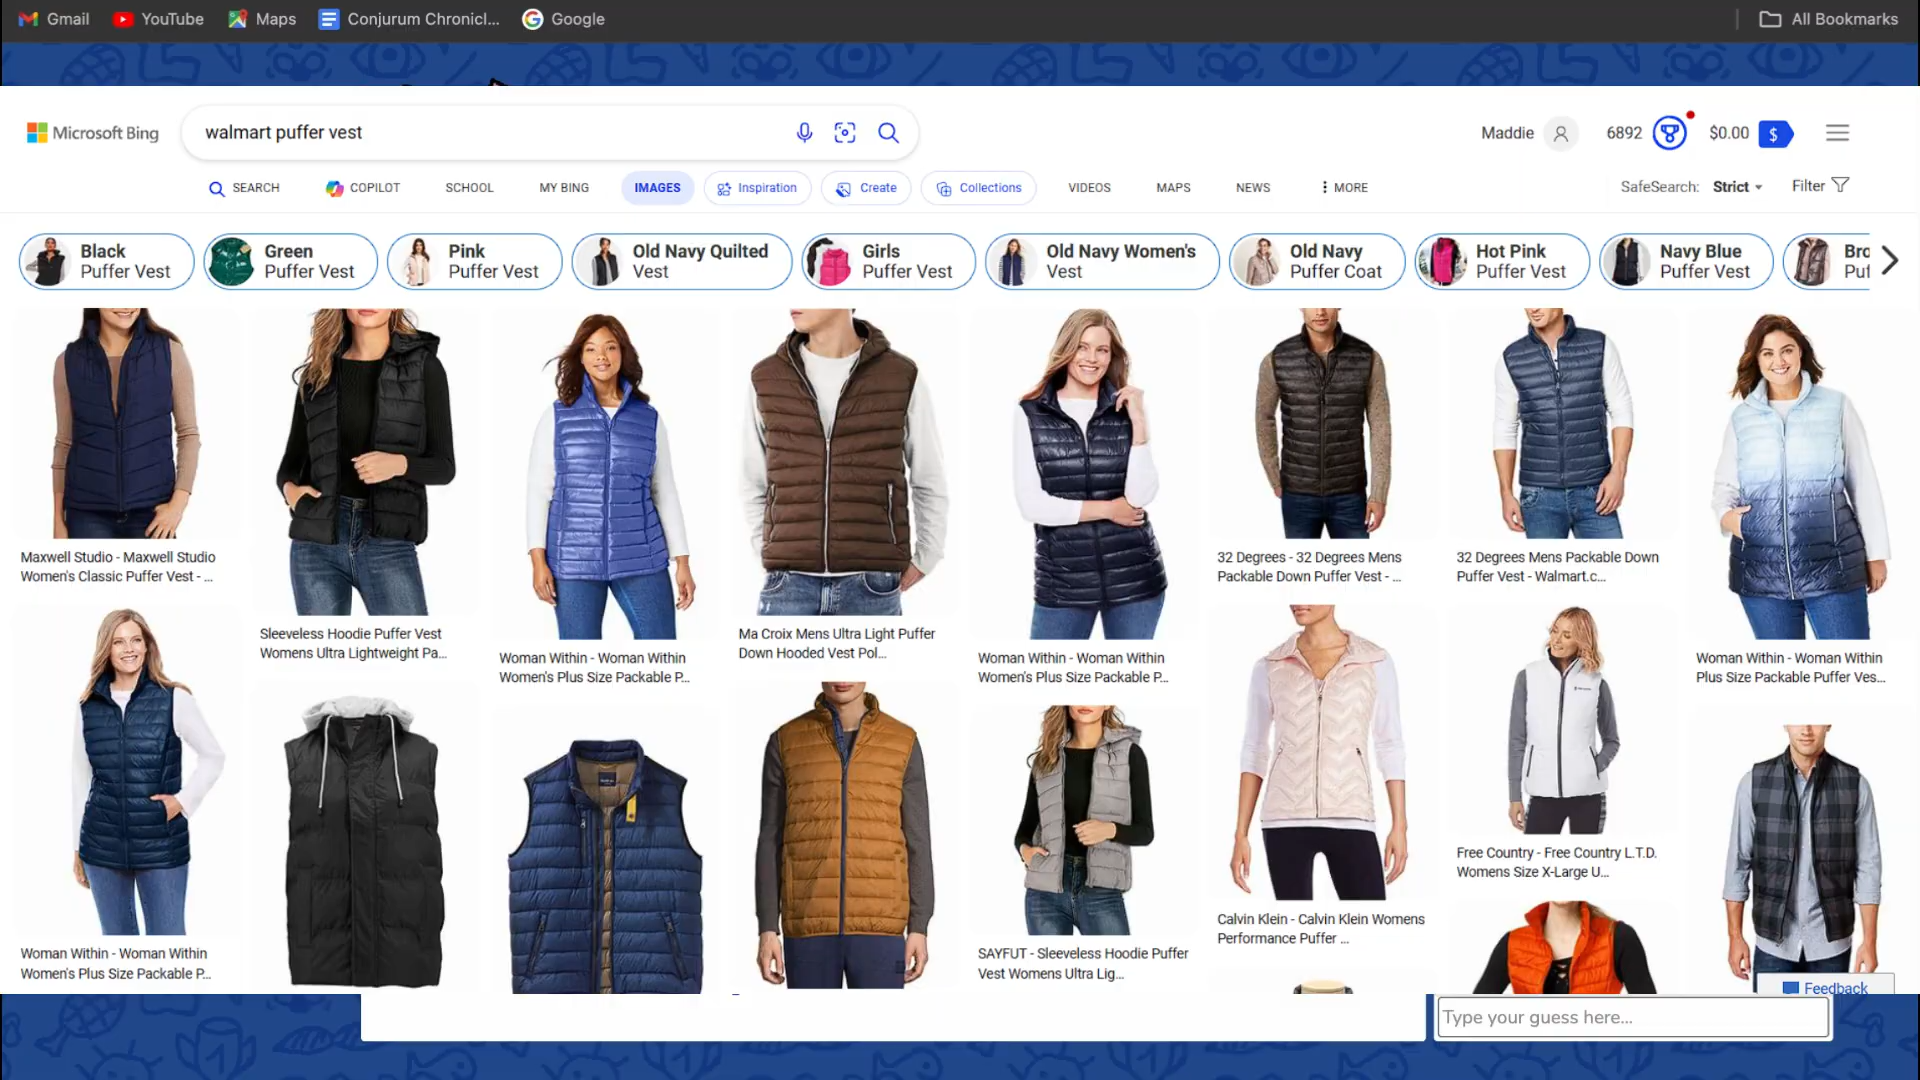 Gmail YouTube Maps Conjurum Chronicl... Google All Bookmarks
Microsoft Bing walmart puffer vest Maddie 6892 $0.00 $
SEARCH COPILOT SCHOOL MY BING IMAGES Inspiration Create Collections VIDEOS MAPS NEWS MORE SafeSearch: Strict Filter
Black
Puffer Vest
Green
Puffer Vest
Pink
Puffer Vest
Old Navy Quilted
Vest
Girls
Puffer Vest
Old Navy Women's
Vest
Old Navy
Puffer Coat
Hot Pink
Puffer Vest
Navy Blue
Puffer Vest
Bro
Puf
Maxwell Studio - Maxwell Studio
Women's Classic Puffer Vest - ...
Sleeveless Hoodie Puffer Vest
Womens Ultra Lightweight Pa...
Woman Within - Woman Within
Women's Plus Size Packable P...
Ma Croix Mens Ultra Light Puffer
Down Hooded Vest Pol...
Woman Within - Woman Within
Women's Plus Size Packable P...
32 Degrees - 32 Degrees Mens
Packable Down Puffer Vest - ...
32 Degrees Mens Packable Down
Puffer Vest - Walmart.c...
Woman Within - Woman Within
Plus Size Packable Puffer Ves...
Woman Within - Woman Within
Women's Plus Size Packable P...
SAYFUT - Sleeveless Hoodie Puffer
Vest Womens Ultra Lig...
Calvin Klein - Calvin Klein Womens
Performance Puffer ...
Free Country - Free Country L.T.D.
Womens Size X-Large U...
Feedback
Type your guess here...